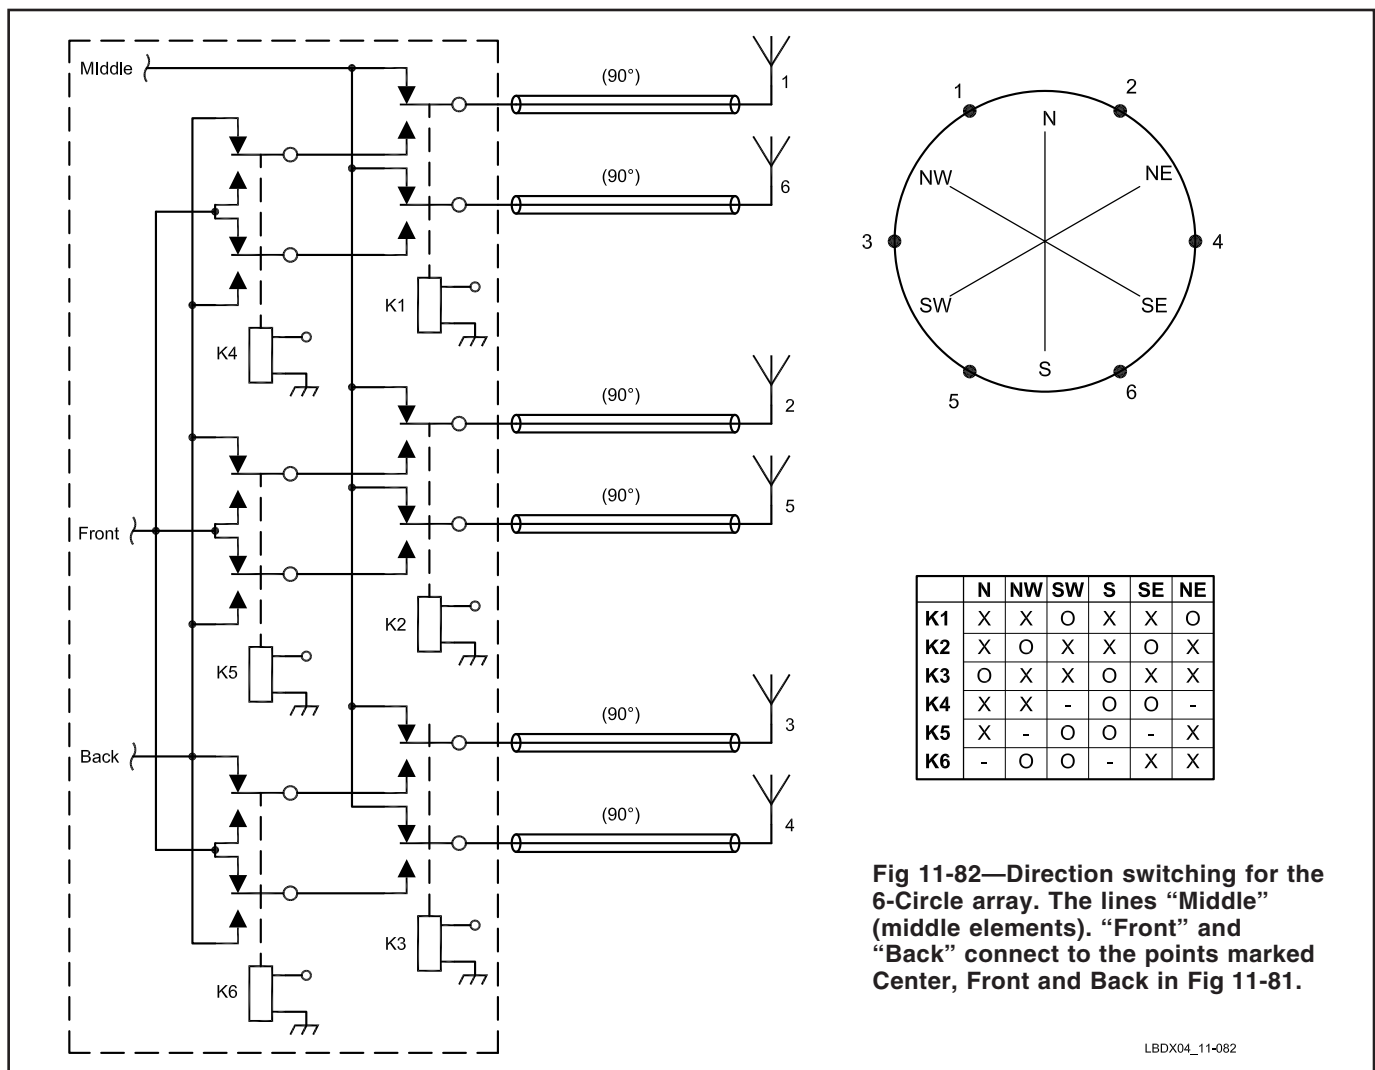 MIddle
(90°)
1
(90°)
6
K1
K4
(90°)
2
Front
(90°)
5
K2
K5
(90°)
3
Back
(90°)
4
K3
K6
1
2
N
NW
NE
3
4
SW
SE
S
5
6
N NW SW S SE NE
K1 X X O X X O
K2 X O X X O X
K3 O X X O X X
K4 X X - O O -
K5 X - O O - X
K6 - O O - X X
Fig 11-82—Direction switching for the
6-Circle array. The lines “Middle”
(middle elements). “Front” and
“Back” connect to the points marked
Center, Front and Back in Fig 11-81.
LBDX04_11-082